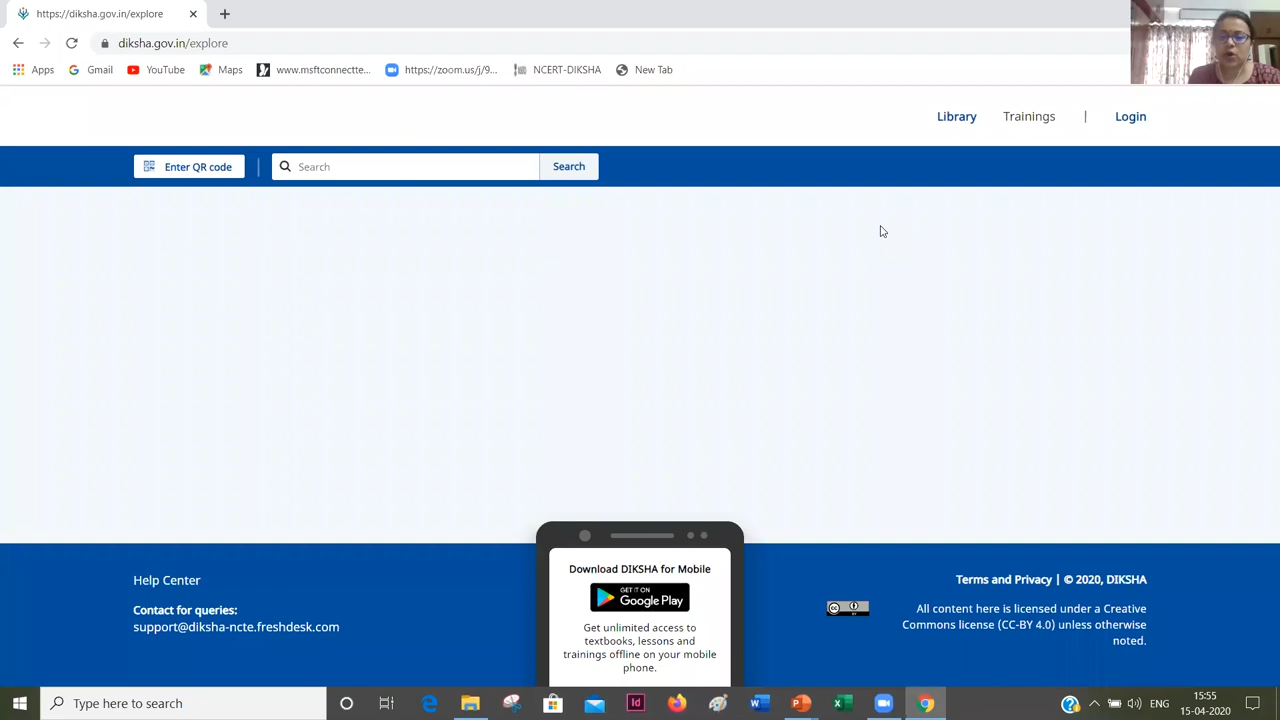 https://diksha.gov.in/explore
diksha.gov.in/explore
Apps
Gmail
YouTube
Maps
www.msftconnectte...
https://zoom.us/j/9...
NCERT-DIKSHA
New Tab
Library
Trainings
|
Login
Enter QR code
Search
Search
Download DIKSHA for Mobile
GET IT ON
Google Play
Get unlimited access to
textbooks, lessons and
trainings offline on your mobile
phone.
Help Center
Contact for queries:
support@diksha-ncte.freshdesk.com
Terms and Privacy | © 2020, DIKSHA
All content here is licensed under a Creative
Commons license (CC-BY 4.0) unless otherwise
noted.
Type here to search
ENG
15:55
15-04-2020